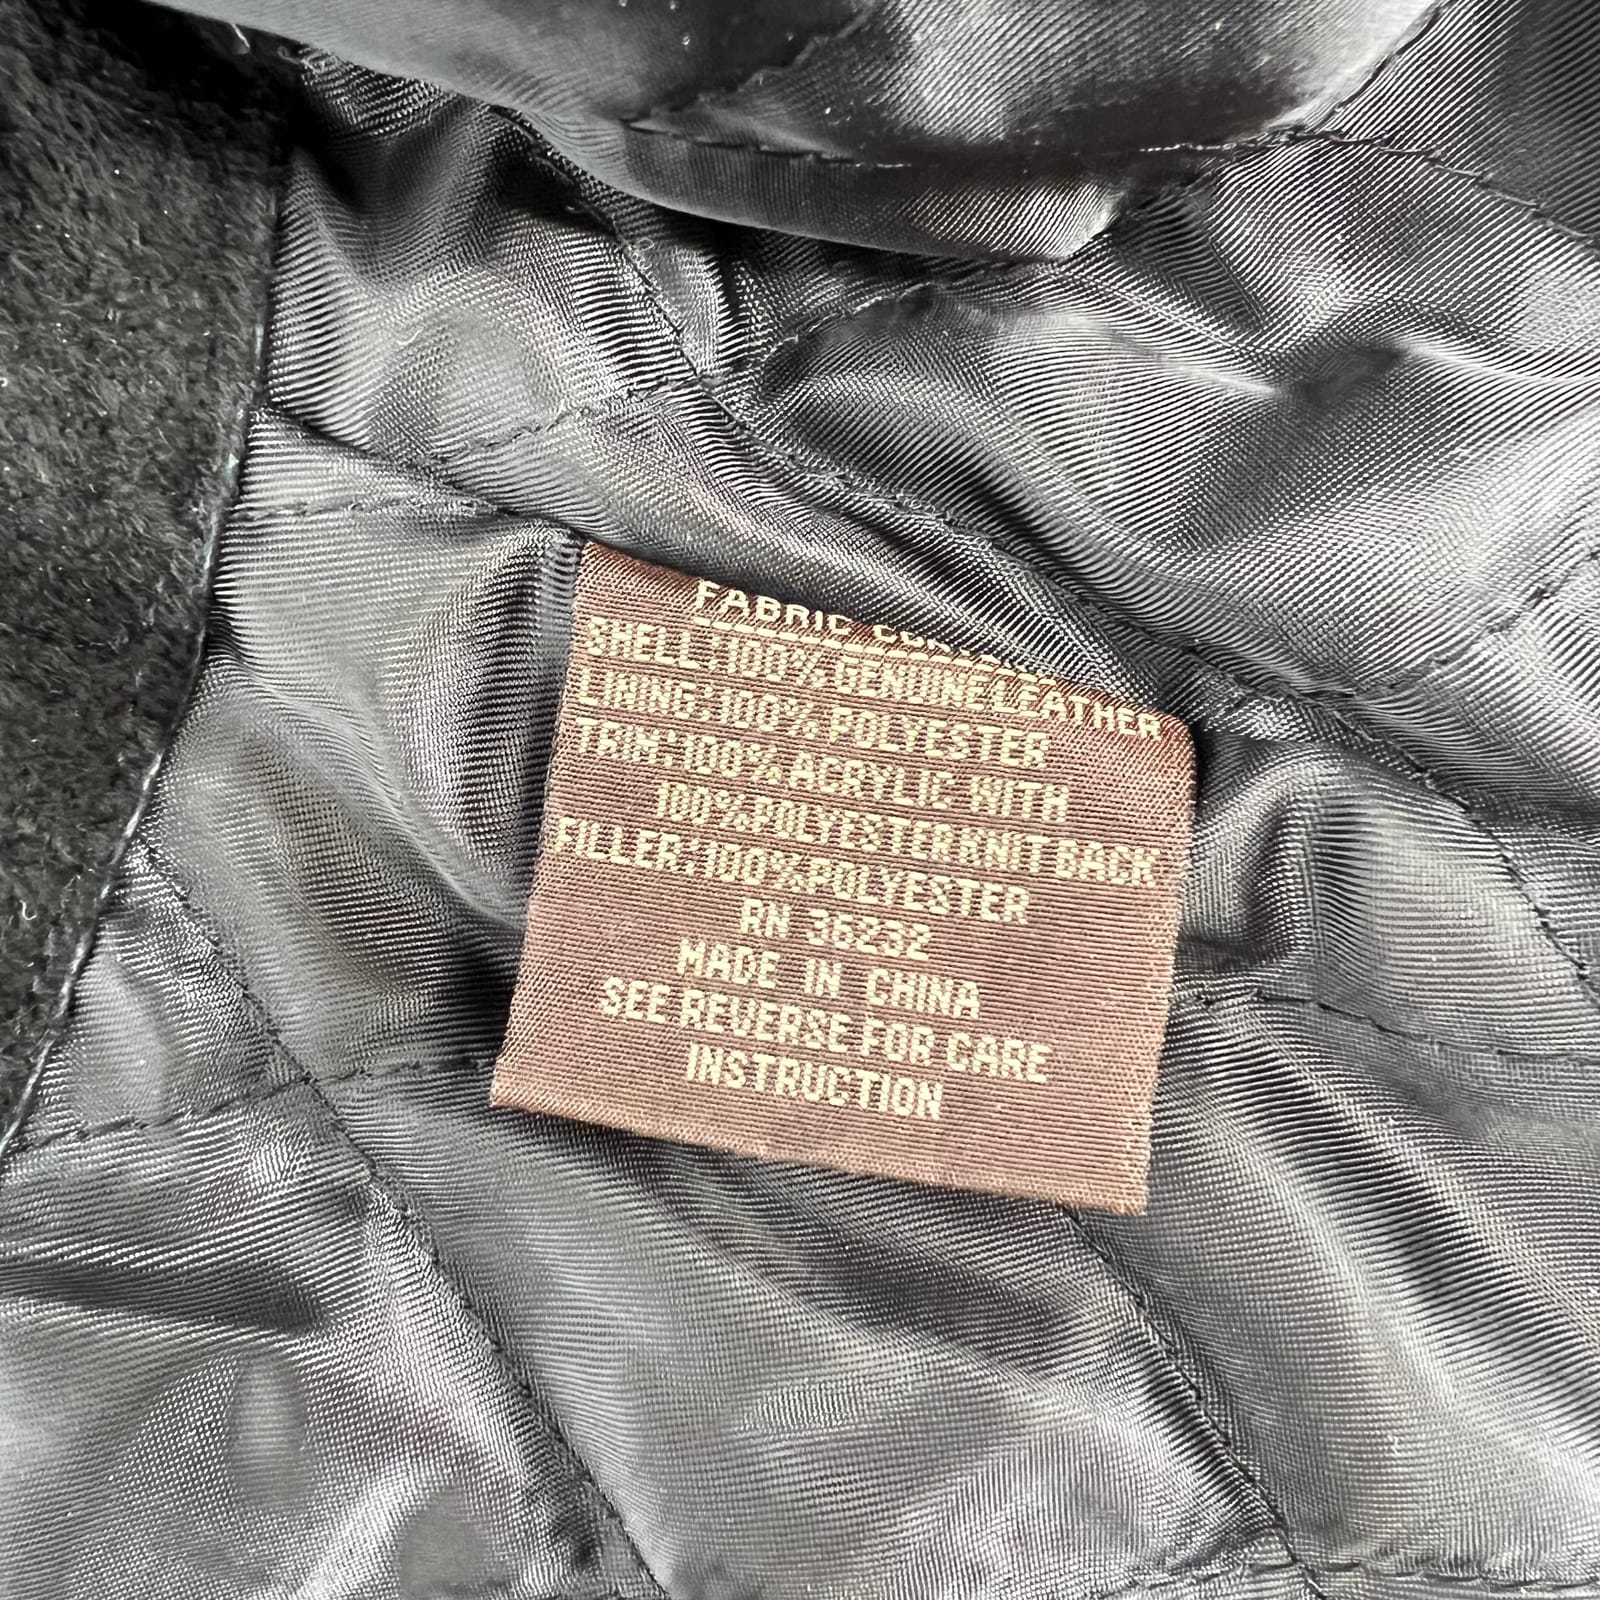 FABRIC
SHELL:100% GENUINE LEATHER
LINING:100% POLYESTER
TRIM:100% ACRYLIC WITH
100%POLYESTER KNIT BACK
FILLER:100%POLYESTER
RN 36232
MADE IN CHINA
SEE REVERSE FOR CARE
INSTRUCTION